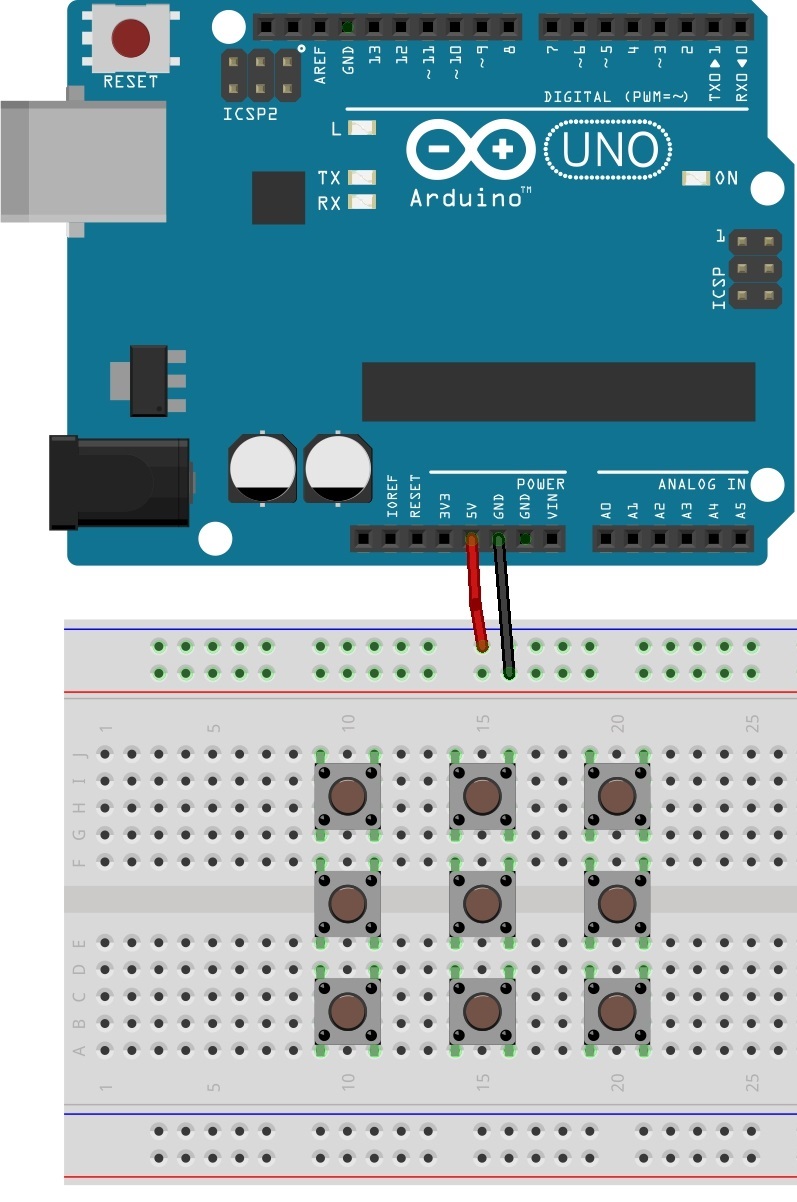 RESET
AREF
GND
13
12
~11
~10
~9
8
7
~6
~5
4
~3
2
TX0▶1
RX0◀0
ICSP2
DIGITAL (PWM=~)
L
TX
RX
UNO
Arduino™
ON
1
ICSP
POWER
ANALOG IN
IOREF
RESET
3V3
5V
GND
GND
VIN
A0
A1
A2
A3
A4
A5
1 5 10 15 20 25
J
I
H
G
F
E
D
C
B
A
1 5 10 15 20 25